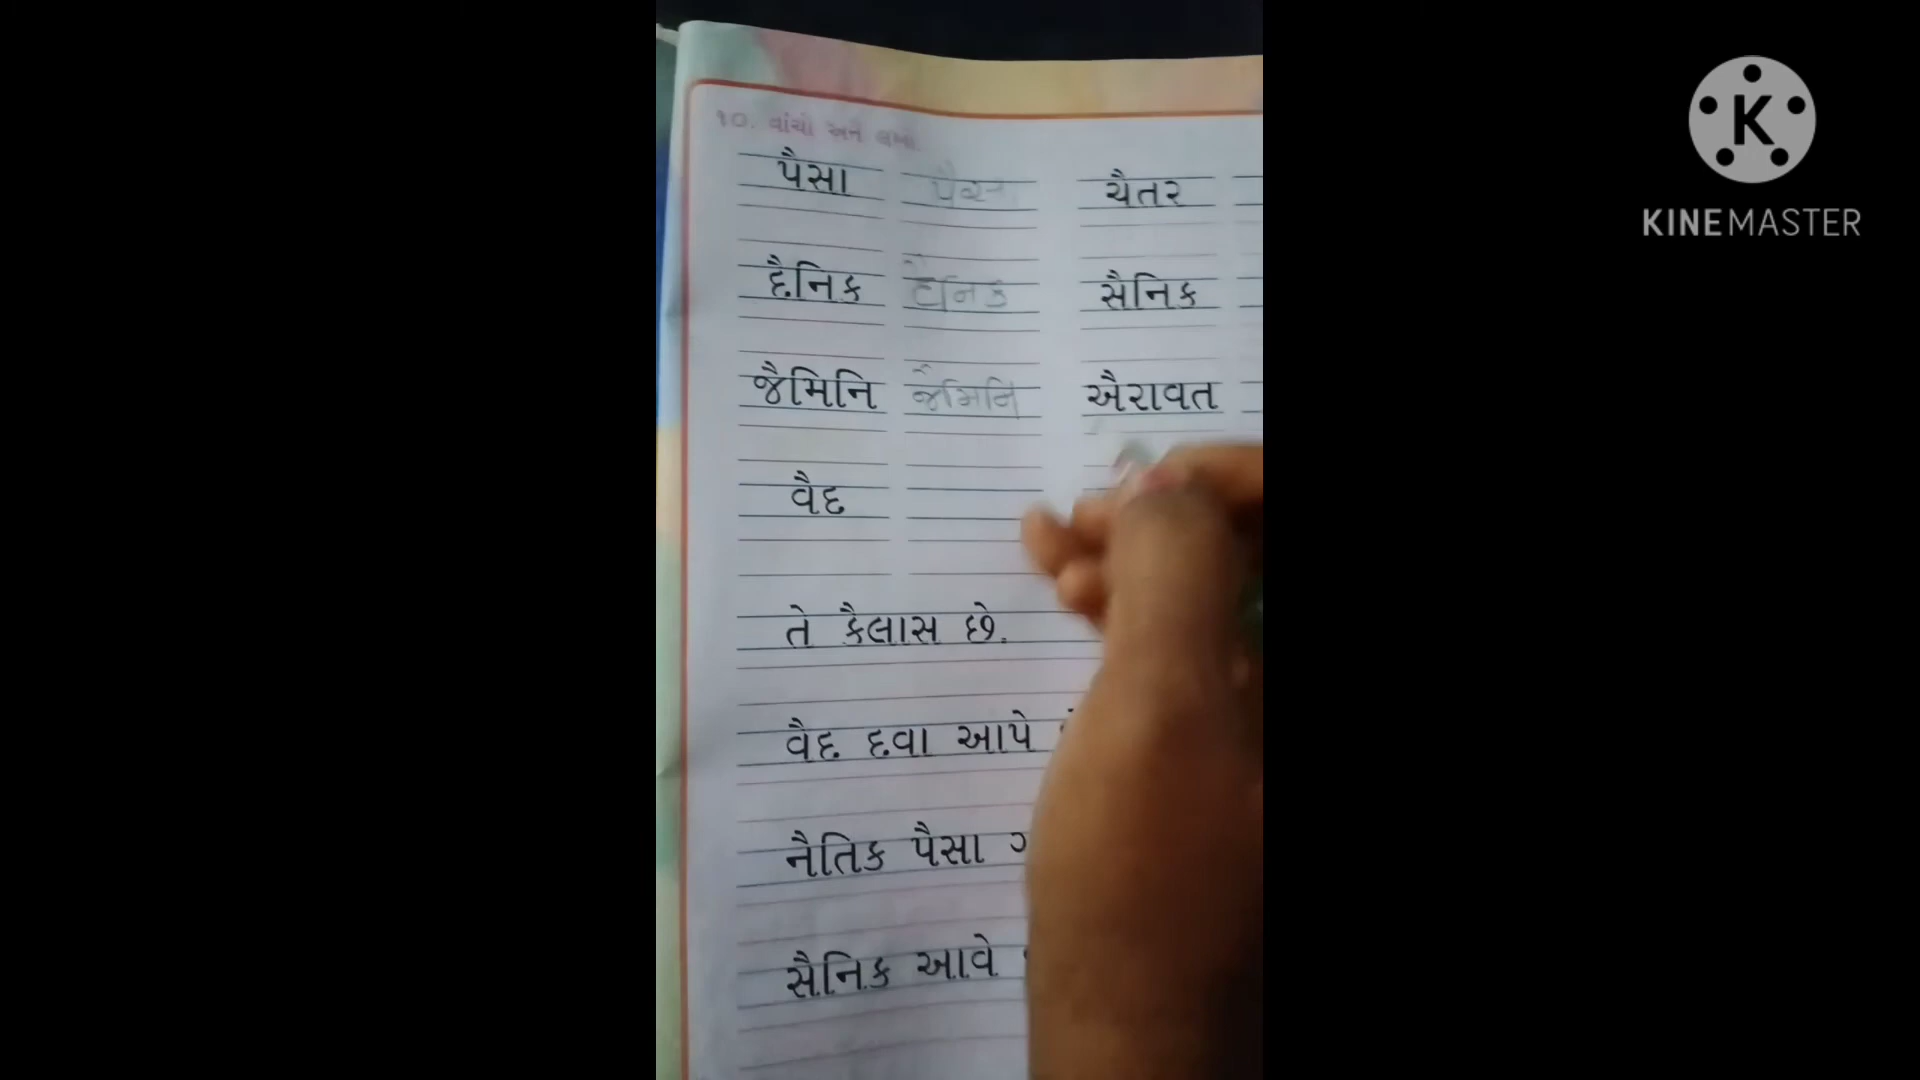 ૧૦. વાંચો અને લખો.
પૈસા પૈસા ચૈતર
દૈનિક દૈનિક સૈનિક
જૈમિનિ જૈમિનિ ઐરાવત
વૈદ
તે કૈલાસ છે.
વૈદ દવા આપે
નૈતિક પૈસા
સૈનિક આવે
K
KINEMASTER